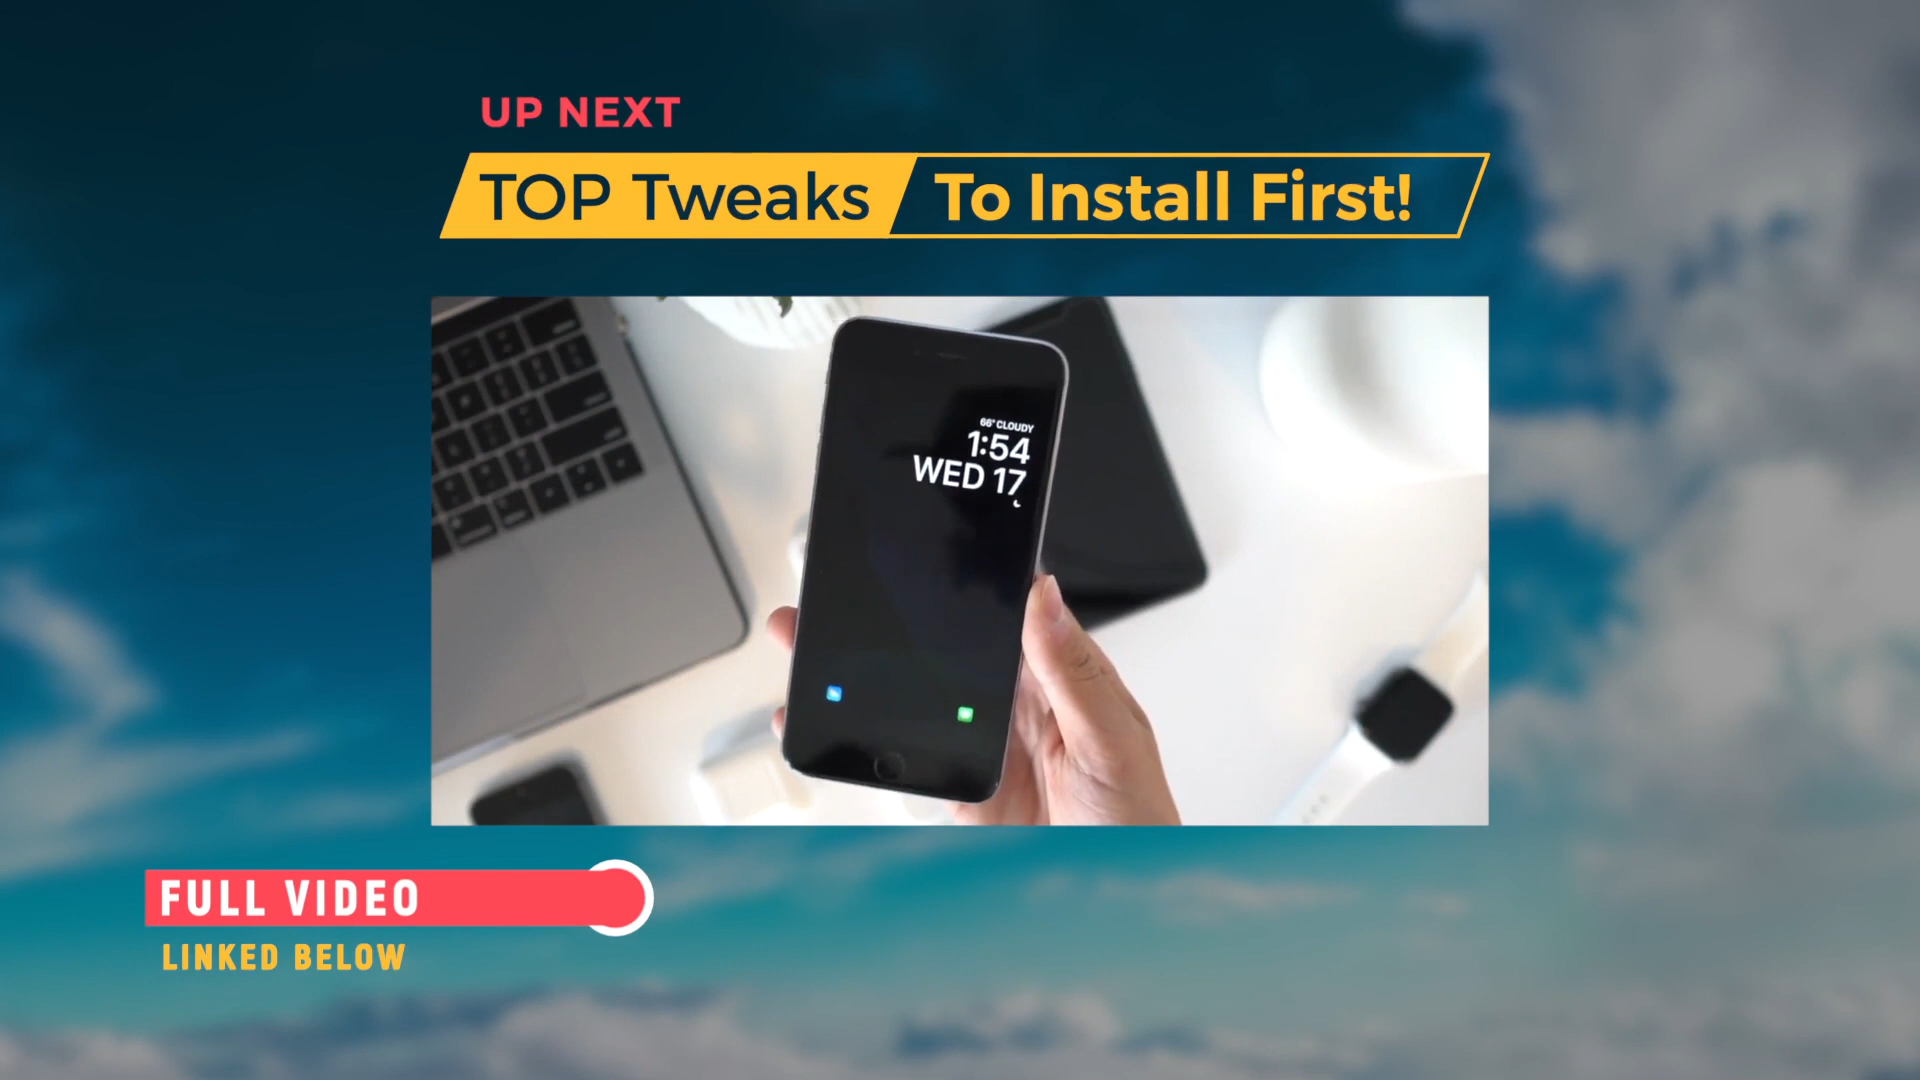 UP NEXT
TOP Tweaks To Install First!
66° CLOUDY
1:54
WED 17
FULL VIDEO
LINKED BELOW